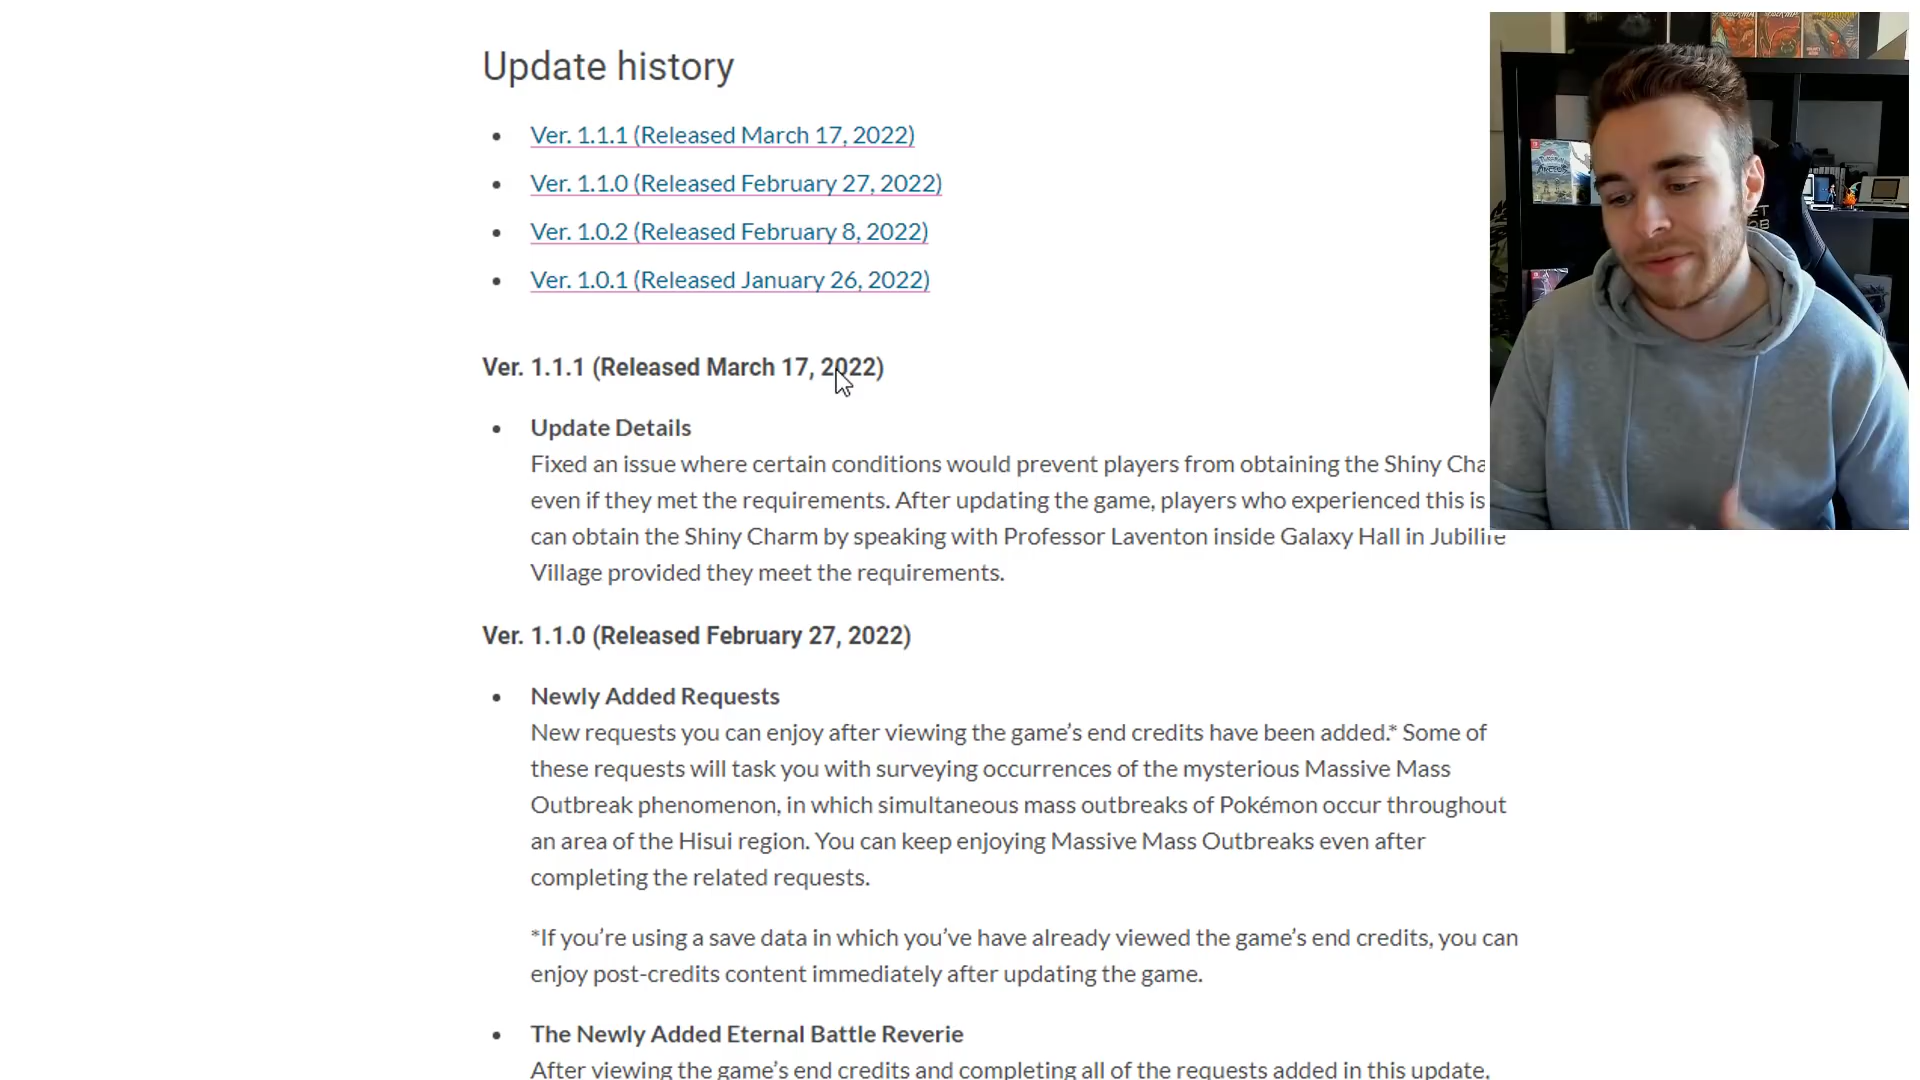 Update history
• Ver. 1.1.1 (Released March 17, 2022)
• Ver. 1.1.0 (Released February 27, 2022)
• Ver. 1.0.2 (Released February 8, 2022)
• Ver. 1.0.1 (Released January 26, 2022)
Ver. 1.1.1 (Released March 17, 2022)
• Update Details
Fixed an issue where certain conditions would prevent players from obtaining the Shiny Cha
even if they met the requirements. After updating the game, players who experienced this is
can obtain the Shiny Charm by speaking with Professor Laventon inside Galaxy Hall in Jubilife
Village provided they meet the requirements.
Ver. 1.1.0 (Released February 27, 2022)
• Newly Added Requests
New requests you can enjoy after viewing the game’s end credits have been added.* Some of
these requests will task you with surveying occurrences of the mysterious Massive Mass
Outbreak phenomenon, in which simultaneous mass outbreaks of Pokémon occur throughout
an area of the Hisui region. You can keep enjoying Massive Mass Outbreaks even after
completing the related requests.
*If you’re using a save data in which you’ve have already viewed the game’s end credits, you can
enjoy post-credits content immediately after updating the game.
• The Newly Added Eternal Battle Reverie
After viewing the game’s end credits and completing all of the requests added in this update,